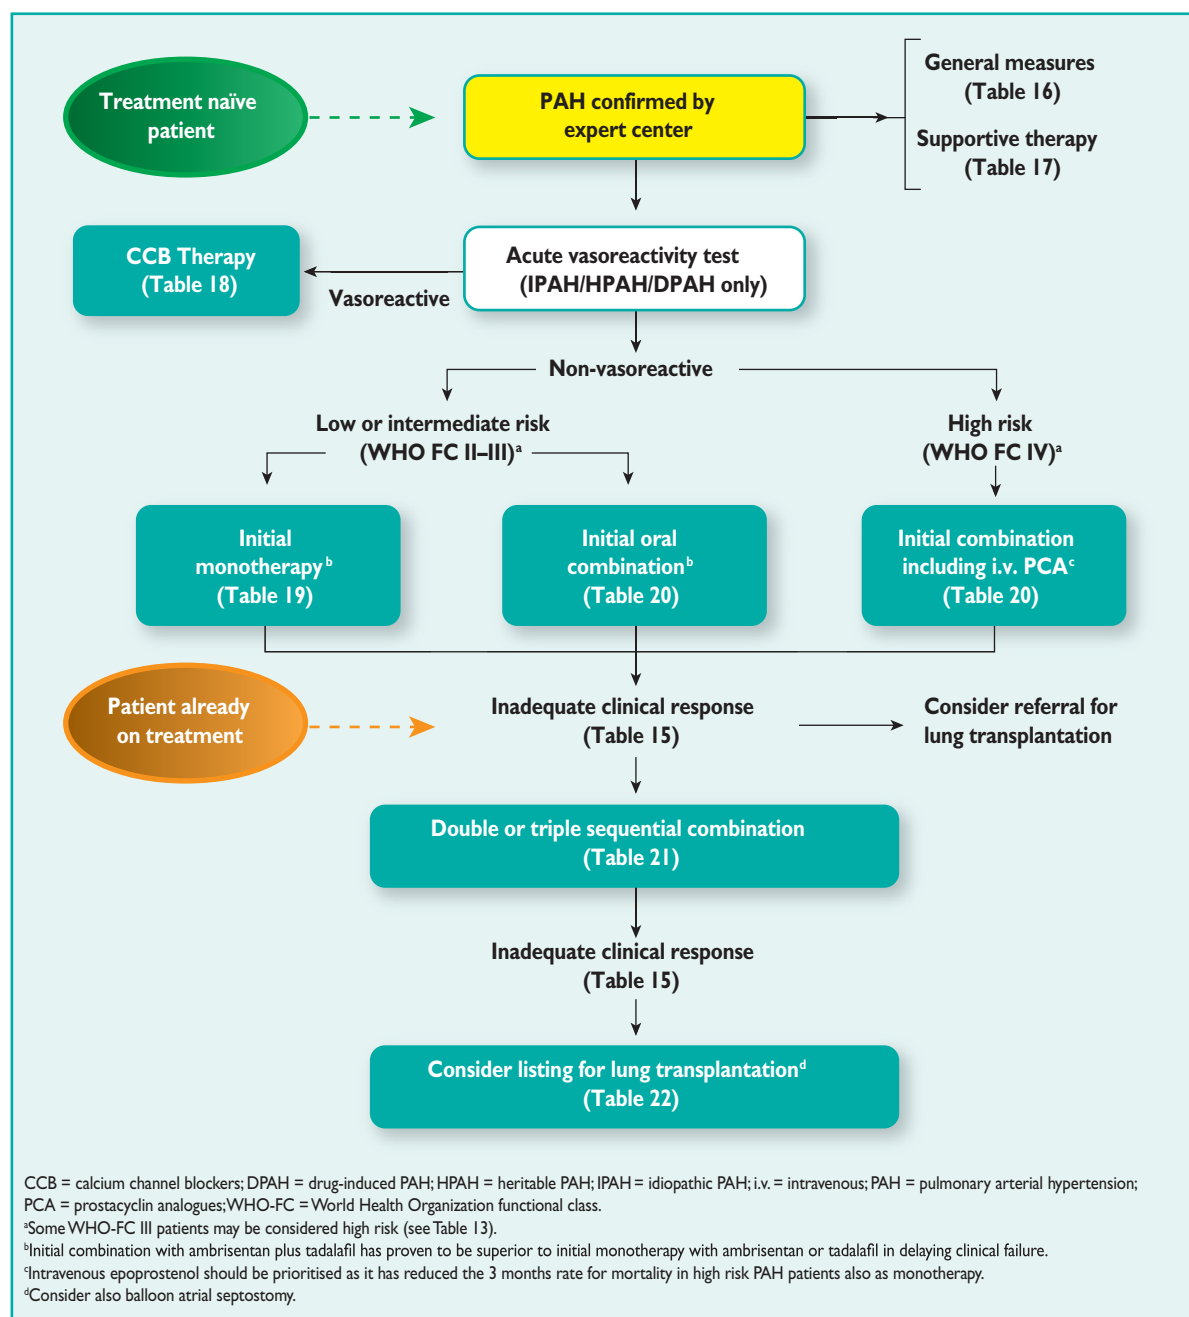 Treatment naïve
patient
PAH confirmed by
expert center
General measures
(Table 16)
Supportive therapy
(Table 17)
CCB Therapy
(Table 18)
Vasoreactive
Acute vasoreactivity test
(IPAH/HPAH/DPAH only)
Non-vasoreactive
Low or intermediate risk
(WHO FC II–III)ᵃ
High risk
(WHO FC IV)ᵃ
Initial
monotherapyᵇ
(Table 19)
Initial oral
combinationᵇ
(Table 20)
Initial combination
including i.v. PCAᶜ
(Table 20)
Patient already
on treatment
Inadequate clinical response
(Table 15)
Consider referral for
lung transplantation
Double or triple sequential combination
(Table 21)
Inadequate clinical response
(Table 15)
Consider listing for lung transplantationᵈ
(Table 22)
CCB = calcium channel blockers; DPAH = drug-induced PAH; HPAH = heritable PAH; IPAH = idiopathic PAH; i.v. = intravenous; PAH = pulmonary arterial hypertension;
PCA = prostacyclin analogues; WHO-FC = World Health Organization functional class.
ᵃSome WHO-FC III patients may be considered high risk (see Table 13).
ᵇInitial combination with ambrisentan plus tadalafil has proven to be superior to initial monotherapy with ambrisentan or tadalafil in delaying clinical failure.
ᶜIntravenous epoprostenol should be prioritised as it has reduced the 3 months rate for mortality in high risk PAH patients also as monotherapy.
ᵈConsider also balloon atrial septostomy.